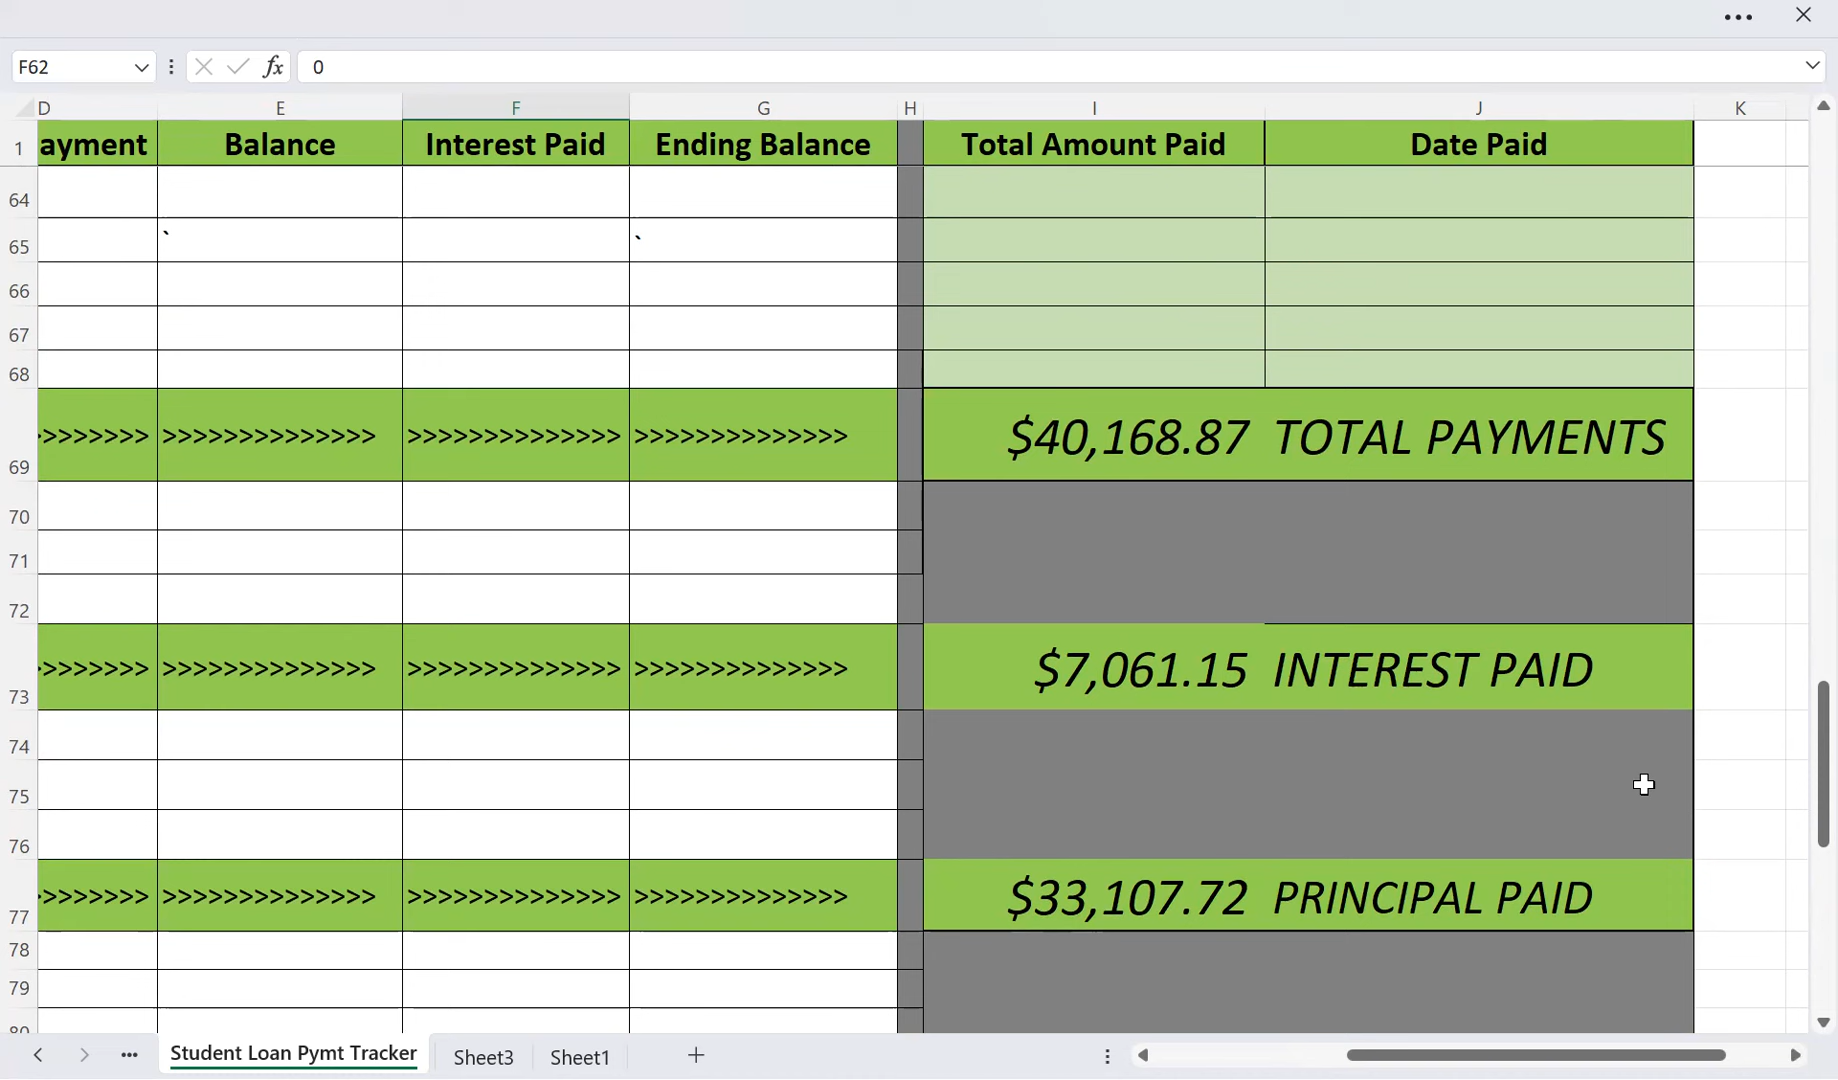 F62
fx
0
D E F G H I J K
1 ayment Balance Interest Paid Ending Balance Total Amount Paid Date Paid
64
65 ` `
66
67
68
69 >>>>>>>> >>>>>>>>>>>>>> >>>>>>>>>>>>>> >>>>>>>>>>>>>> $40,168.87 TOTAL PAYMENTS
70
71
72
73 >>>>>>>> >>>>>>>>>>>>>> >>>>>>>>>>>>>> >>>>>>>>>>>>>> $7,061.15 INTEREST PAID
74
75
76
77 >>>>>>>> >>>>>>>>>>>>>> >>>>>>>>>>>>>> >>>>>>>>>>>>>> $33,107.72 PRINCIPAL PAID
78
79
80
Student Loan Pymt Tracker Sheet3 Sheet1